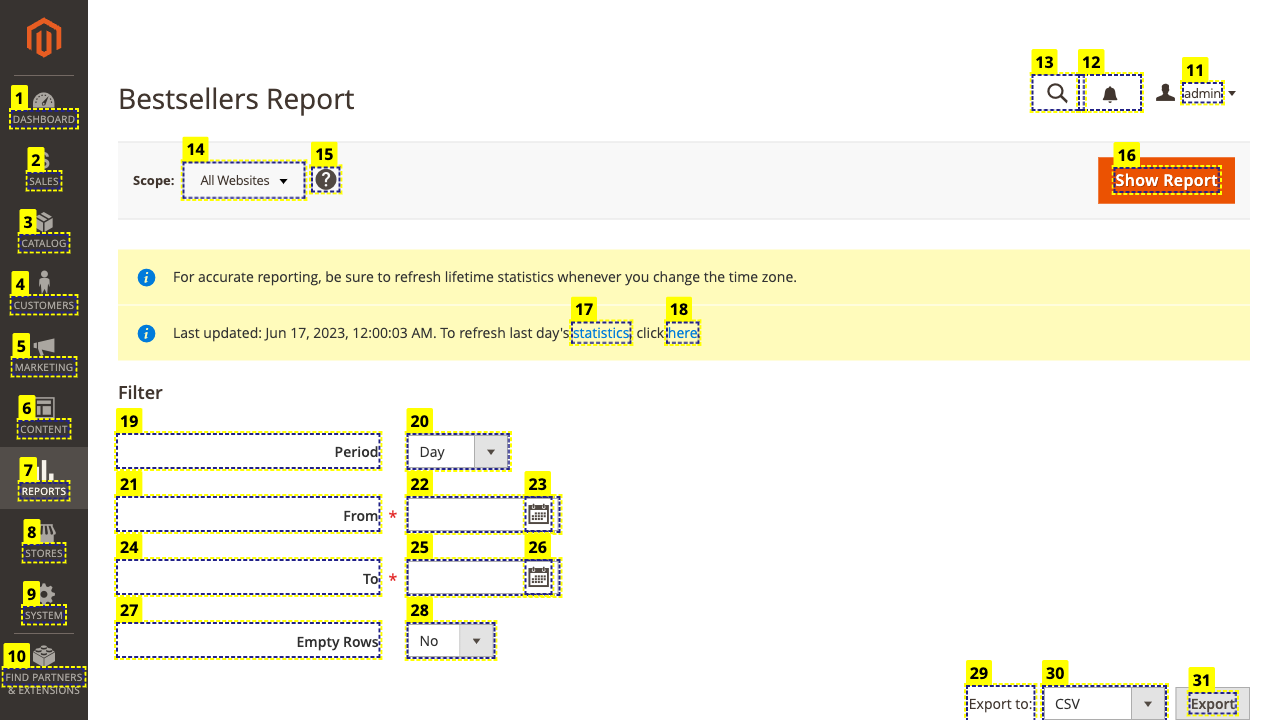 Bestsellers Report
13
12
11
admin
1
DASHBOARD
2
SALES
3
CATALOG
4
CUSTOMERS
5
MARKETING
6
CONTENT
7
REPORTS
8
STORES
9
SYSTEM
10
FIND PARTNERS
& EXTENSIONS
14
15
16
Scope: All Websites ? Show Report
For accurate reporting, be sure to refresh lifetime statistics whenever you change the time zone.
17
18
Last updated: Jun 17, 2023, 12:00:03 AM. To refresh last day's statistics, click here.
Filter
19
20
Period Day
21
22
23
From *
24
25
26
To *
27
28
Empty Rows No
29
30
31
Export to: CSV Export